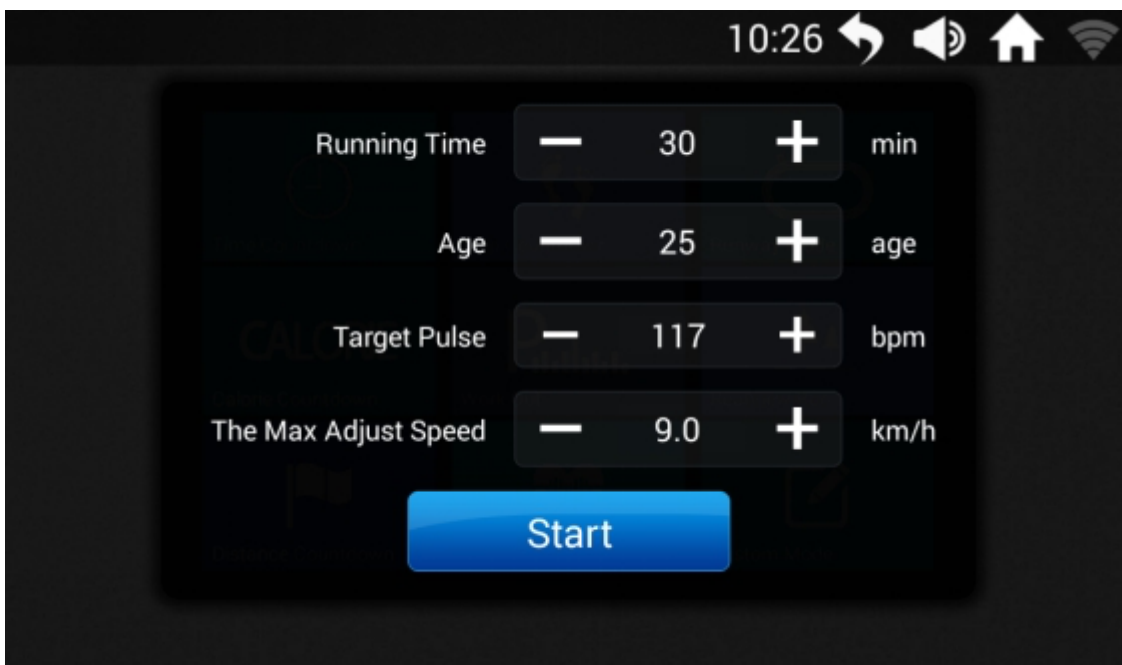 10:26
Running Time 30 min
Age 25 age
Target Pulse 117 bpm
The Max Adjust Speed 9.0 km/h
Start